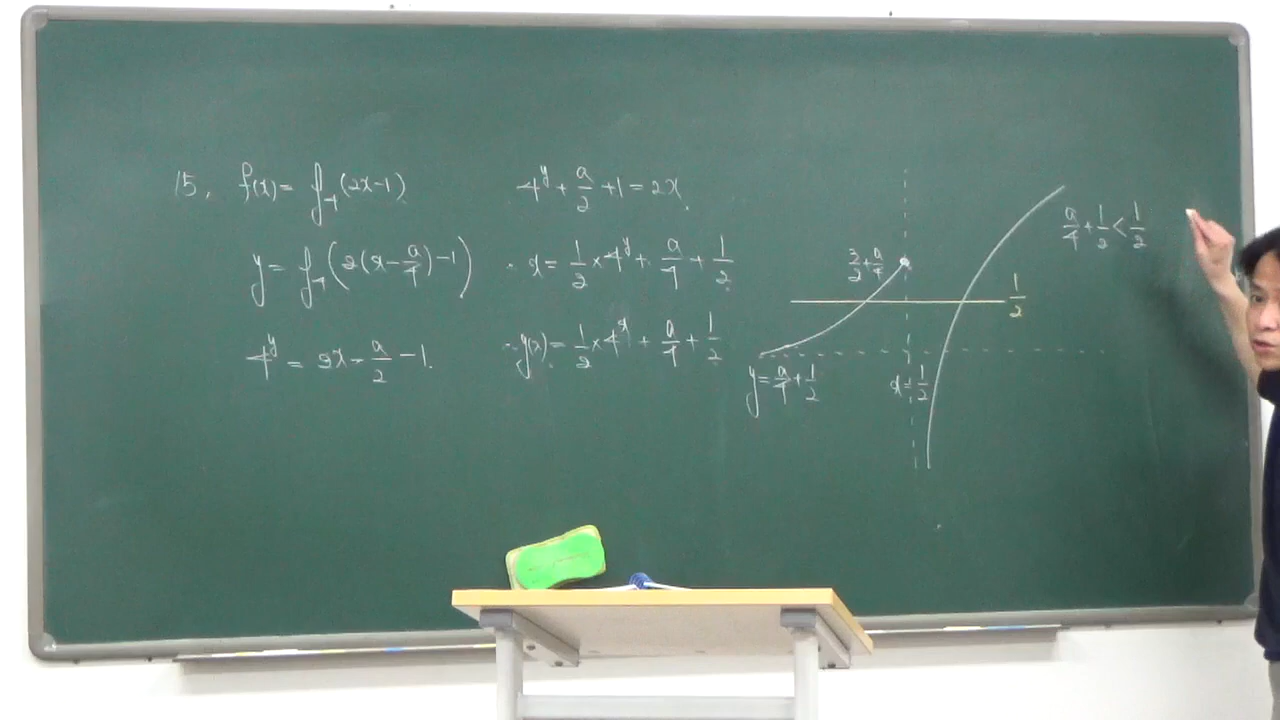 15. f(x) = log₄(2x-1)
y = log₄(2(x-a/4)-1)
4^y = 2x - a/2 - 1.
4^y + a/2 + 1 = 2x.
∴ x = 1/2 × 4^y + a/4 + 1/2
∴ g(x) = 1/2 × 4^x + a/4 + 1/2
3/2 + a/4
1/2
y = a/4 + 1/2
x = 1/2
a/4 + 1/2 < 1/2